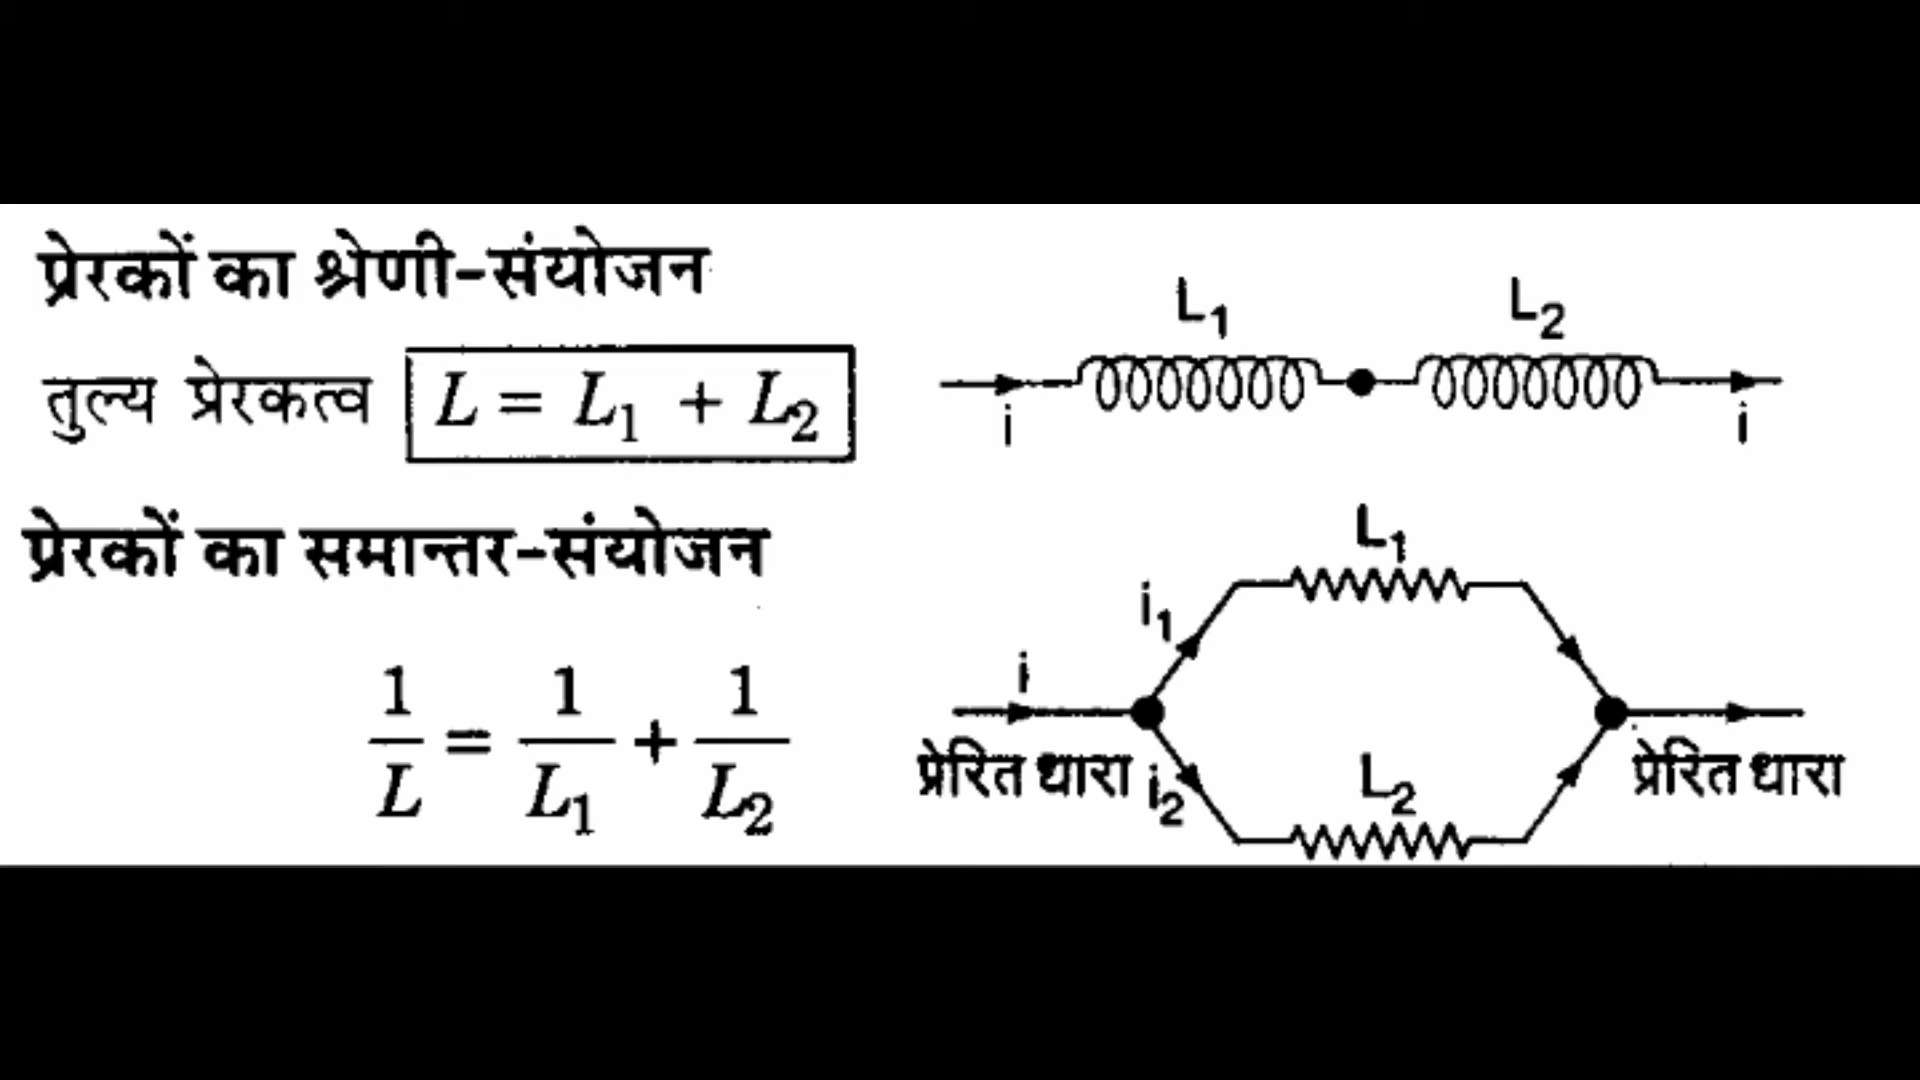 प्रेरकों का श्रेणी-संयोजन
तुल्य प्रेरकत्व L = L₁ + L₂
L₁ L₂
i i
प्रेरकों का समान्तर-संयोजन
1/L = 1/L₁ + 1/L₂
L₁
i₁
i
प्रेरित धारा i₂ L₂ प्रेरित धारा